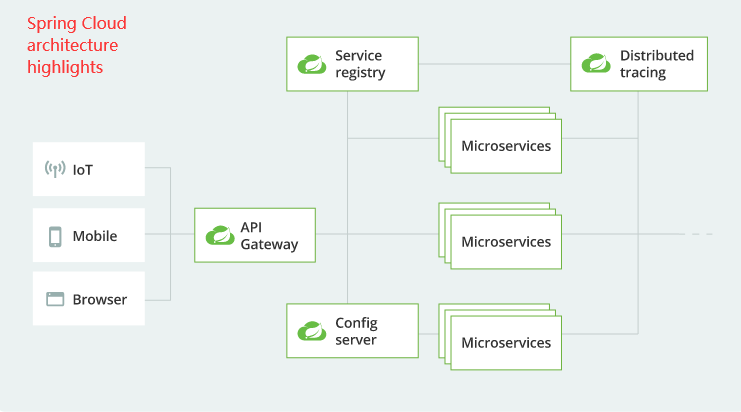 Spring Cloud
architecture
highlights
Service
registry
Distributed
tracing
Microservices
IoT
API
Gateway
Mobile
Microservices
Browser
Config
server
Microservices